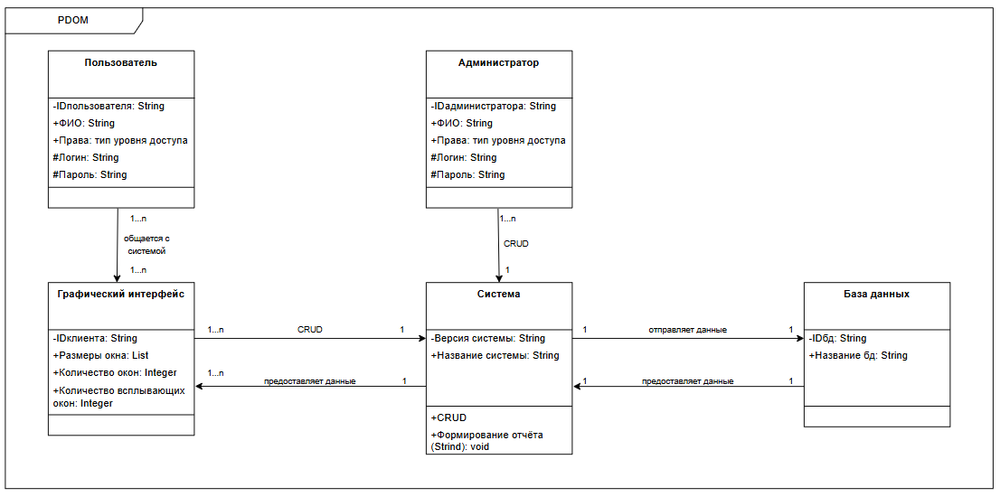 PDOM
Пользователь
-IDпользователя: String
+ФИО: String
+Права: тип уровня доступа
#Логин: String
#Пароль: String
Администратор
-IDадминистратора: String
+ФИО: String
+Права: тип уровня доступа
#Логин: String
#Пароль: String
1...n
общается с
системой
1...n
1...n
CRUD
1
Графический интерфейс
-IDклиента: String
+Размеры окна: List
+Количество окон: Integer
+Количество всплывающих
окон: Integer
1...n
CRUD
1
1...n
предоставляет данные
1
Система
-Версия системы: String
+Название системы: String
+CRUD
+Формирование отчёта
(Strind): void
1
отправляет данные
1
1
предоставляет данные
1
База данных
-IDбд: String
+Название бд: String